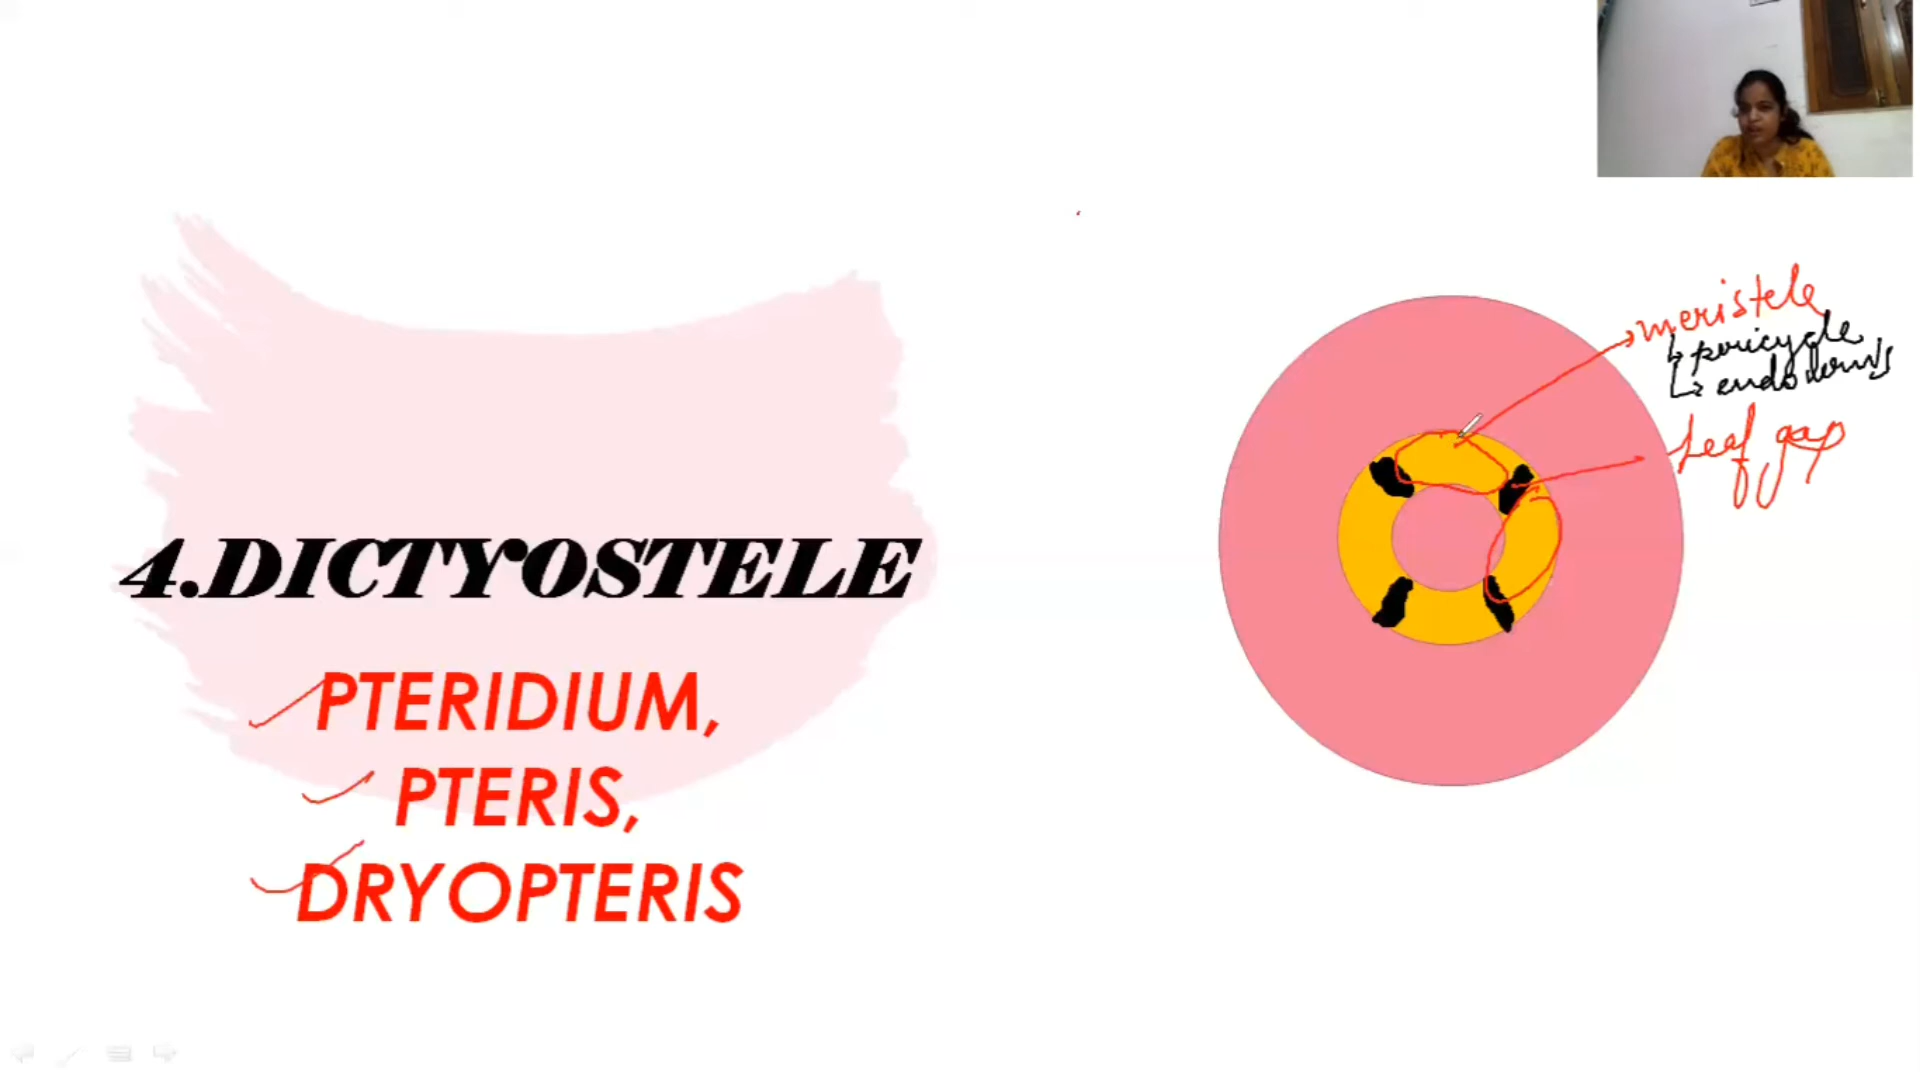 4.DICTYOSTELE
PTERIDIUM,
PTERIS,
DRYOPTERIS
meristele
pericycle
endodermis
Leaf gap